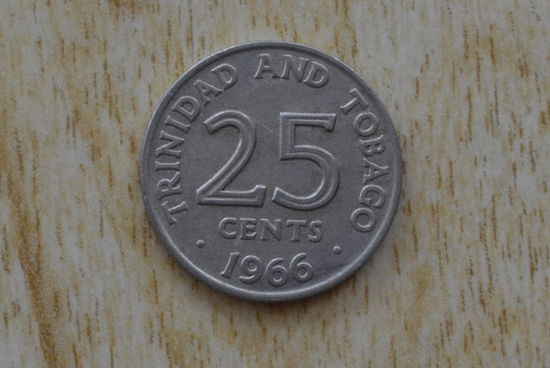 TRINIDAD AND TOBAGO
25
CENTS
· 1966 ·